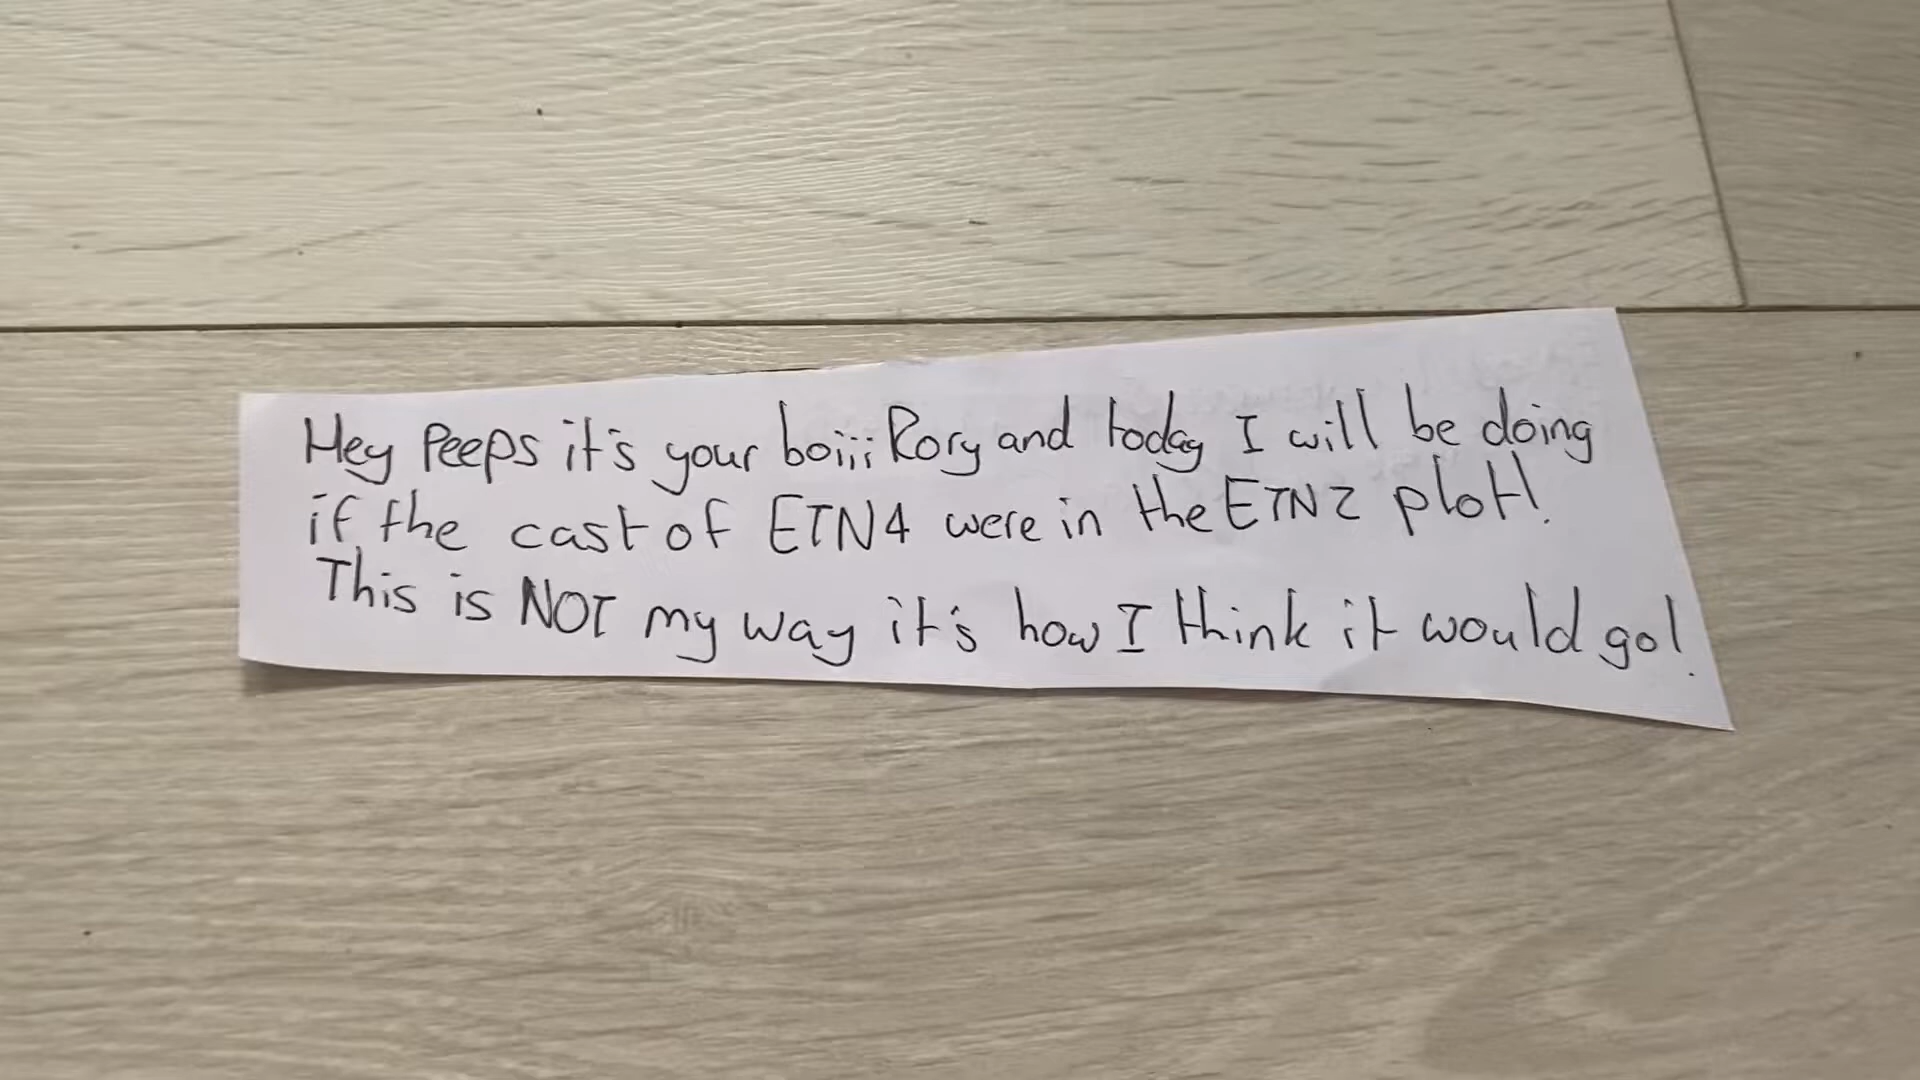 Hey Peeps it's your boiii Rory and today I will be doing
if the cast of ETN4 were in the ETN2 plot!
This is NOT my way it's how I think it would go!